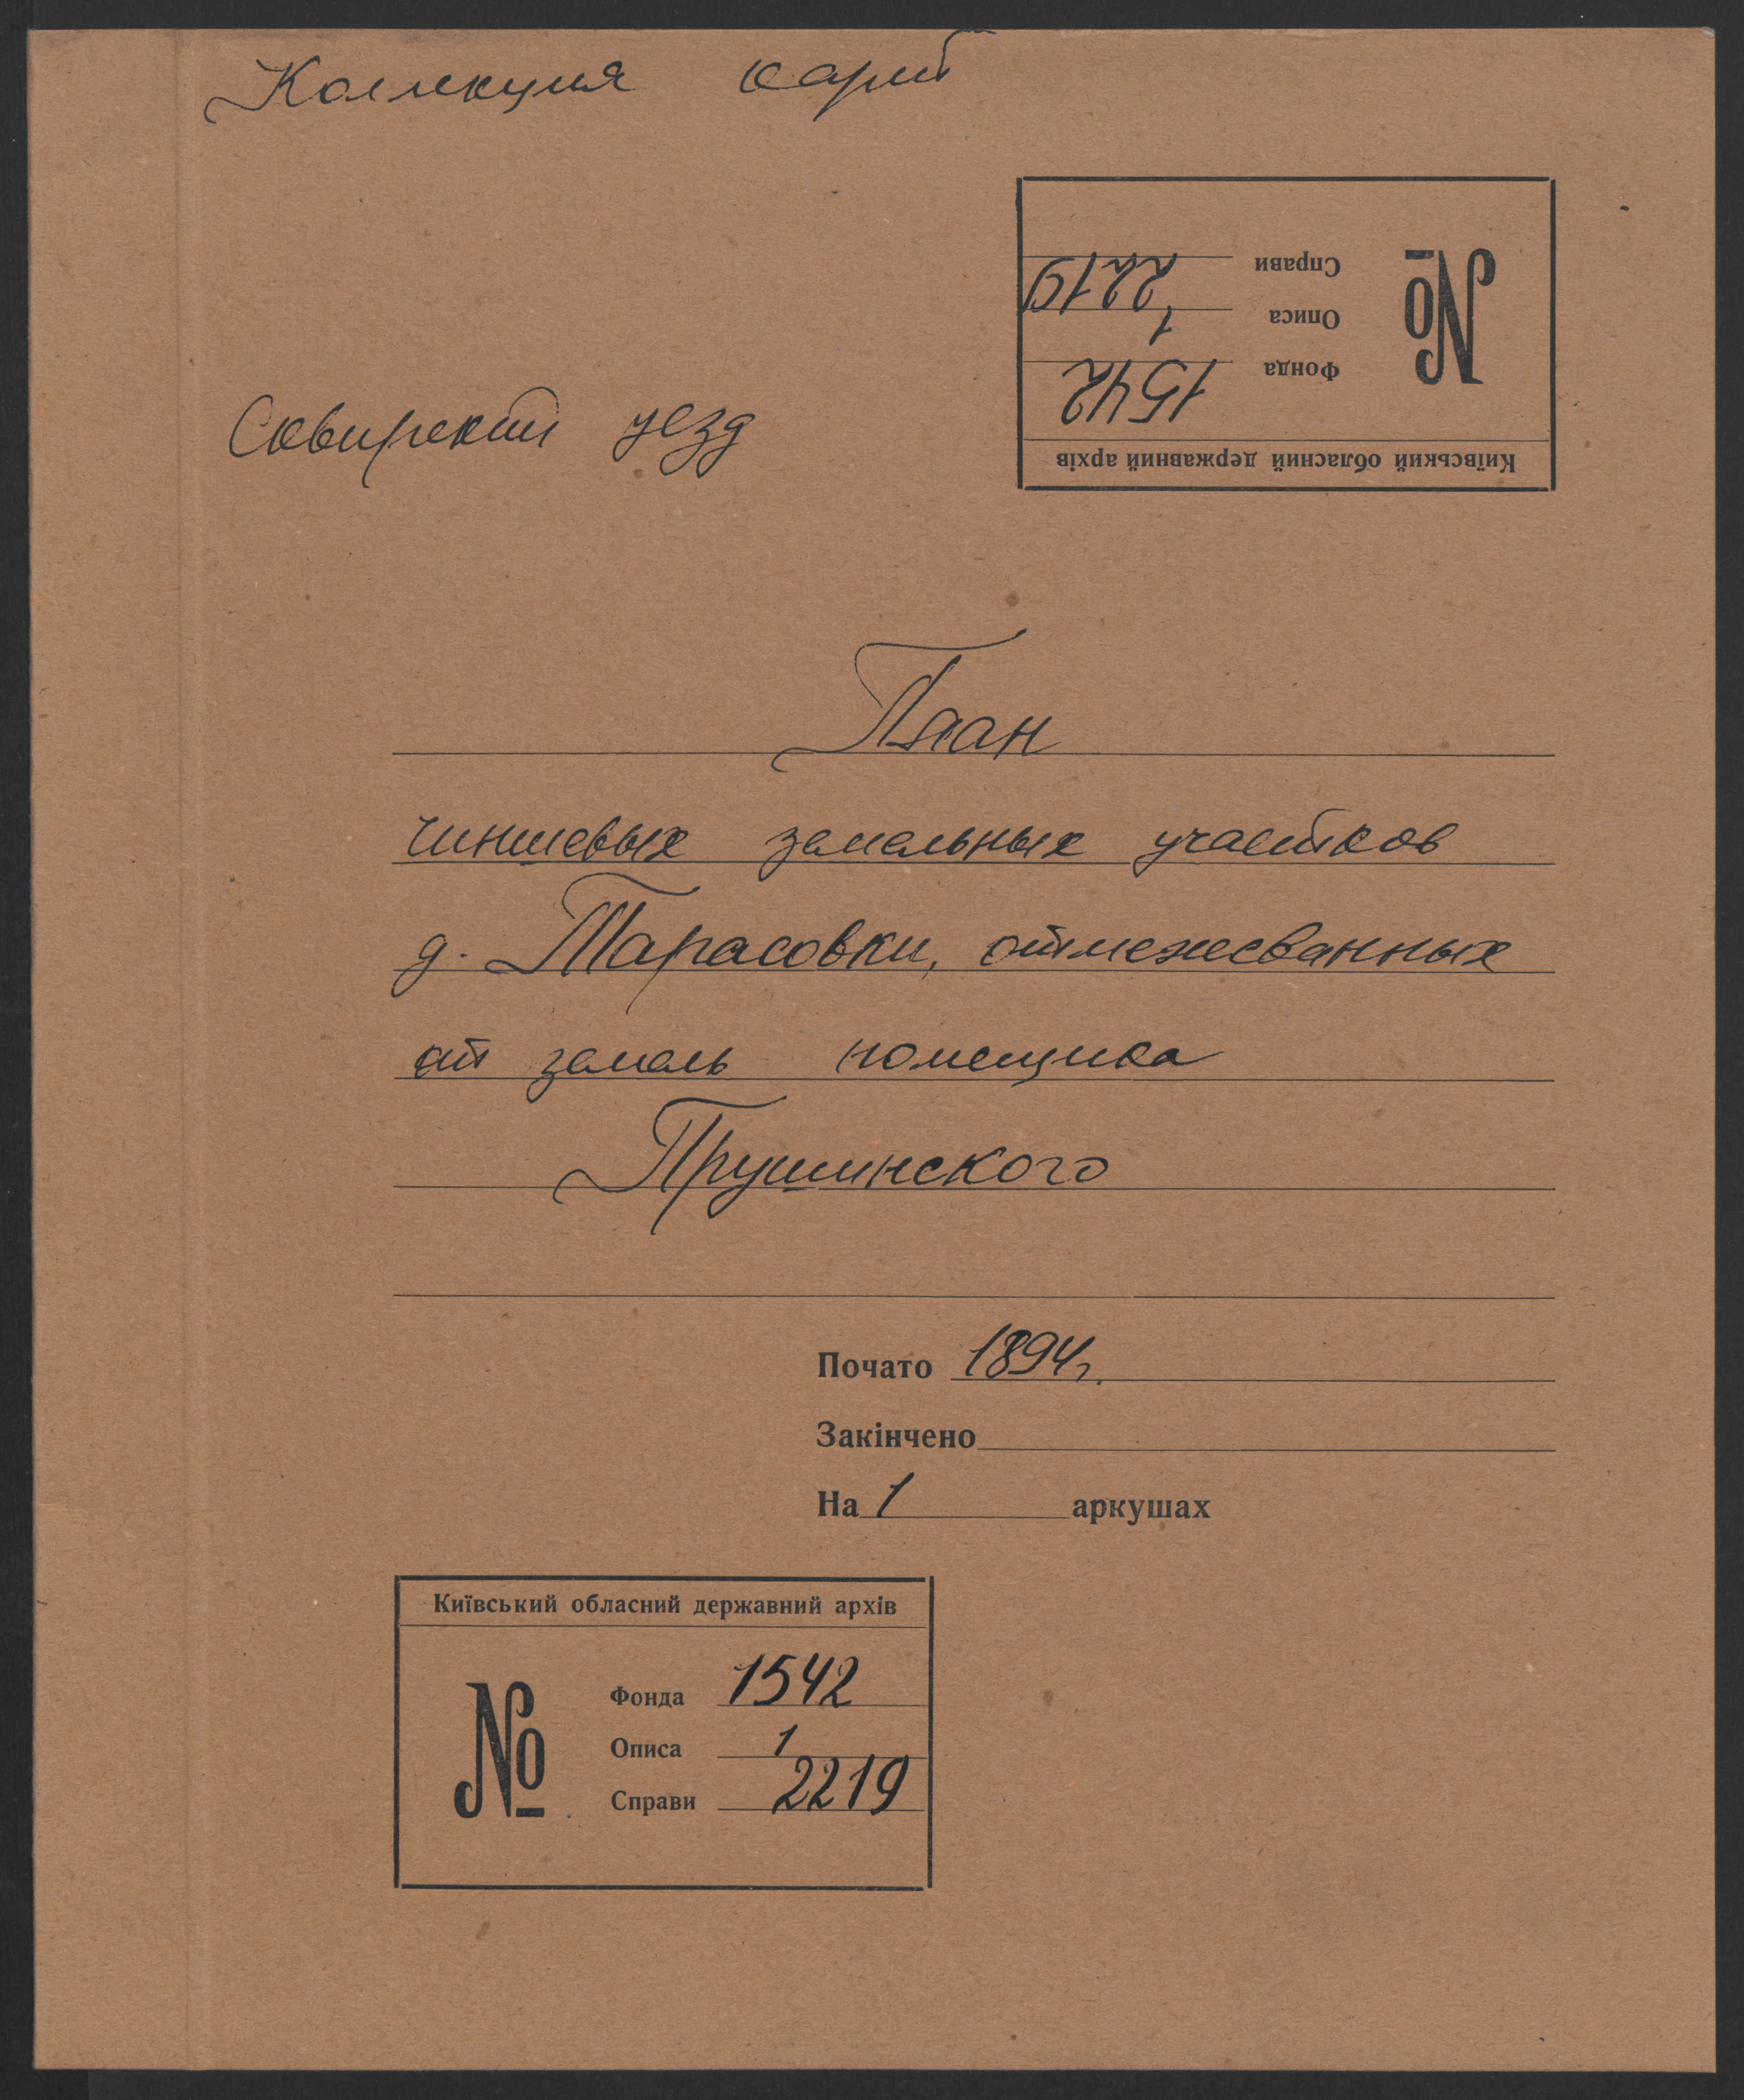 Коллекция карт
Справи 2219
Описа 1
Фонда 1542
№
Київський обласний державний архів
Сквирский уезд
План
чиншевых земельных участков
д. Тарасовки, отмежеванных
от земель помещика
Прушинского
Почато 1894г.
Закінчено
На 1 аркушах
Київський обласний державний архів
№
Фонда 1542
Описа 1
Справи 2219